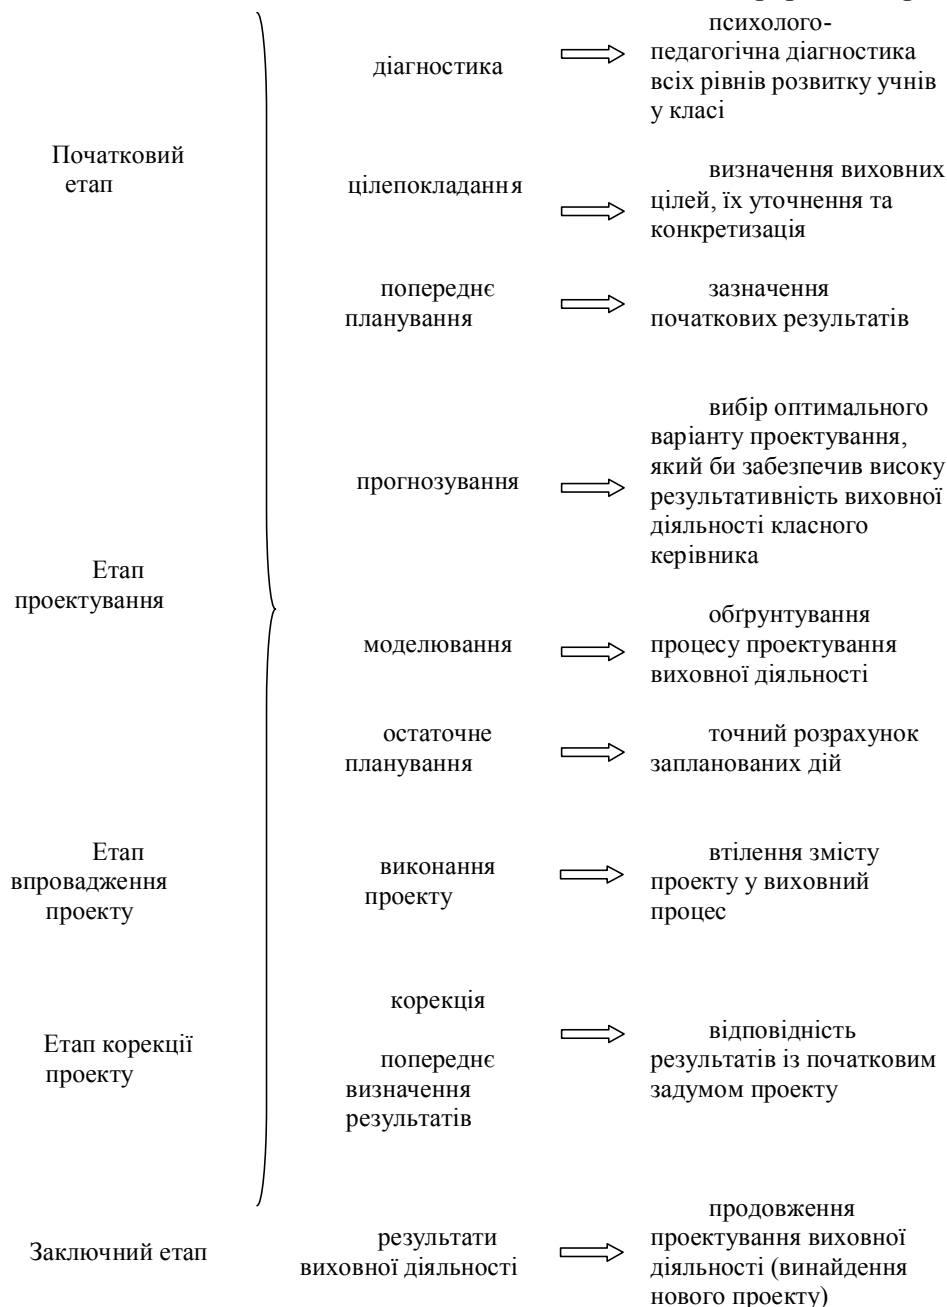 психолого-
діагностика
педагогічна діагностика
всіх рівнів розвитку учнів
у класі
Початковий
етап
цілепокладання
визначення виховних
цілей, їх уточнення та
конкретизація
попереднє
планування
зазначення
початкових результатів
прогнозування
вибір оптимального
варіанту проектування,
який би забезпечив високу
результативність виховної
діяльності класного
керівника
Етап
проектування
моделювання
обґрунтування
процесу проектування
виховної діяльності
остаточне
планування
точний розрахунок
запланованих дій
Етап
впровадження
проекту
виконання
проекту
втілення змісту
проекту у виховний
процес
Етап корекції
проекту
корекція
попереднє
визначення
результатів
відповідність
результатів із початковим
задумом проекту
Заключний етап
результати
виховної діяльності
продовження
проектування виховної
діяльності (винайдення
нового проекту)